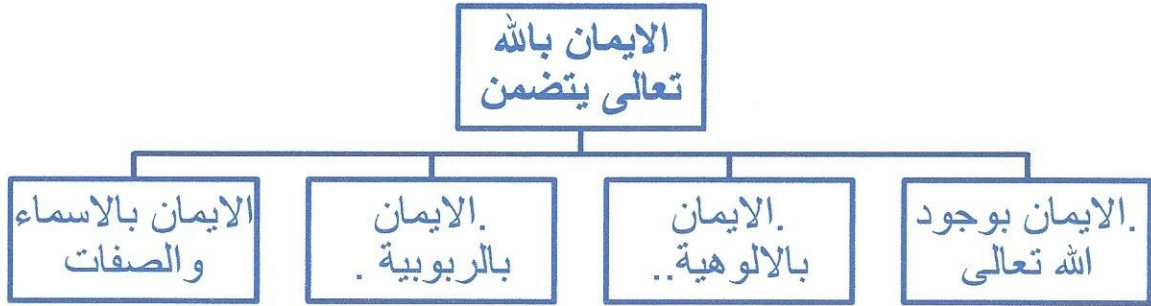 الايمان بالله
تعالى يتضمن
.الايمان بوجود
الله تعالى
.الايمان
بالالوهية..
.الايمان
بالربوبية .
الايمان بالاسماء
والصفات